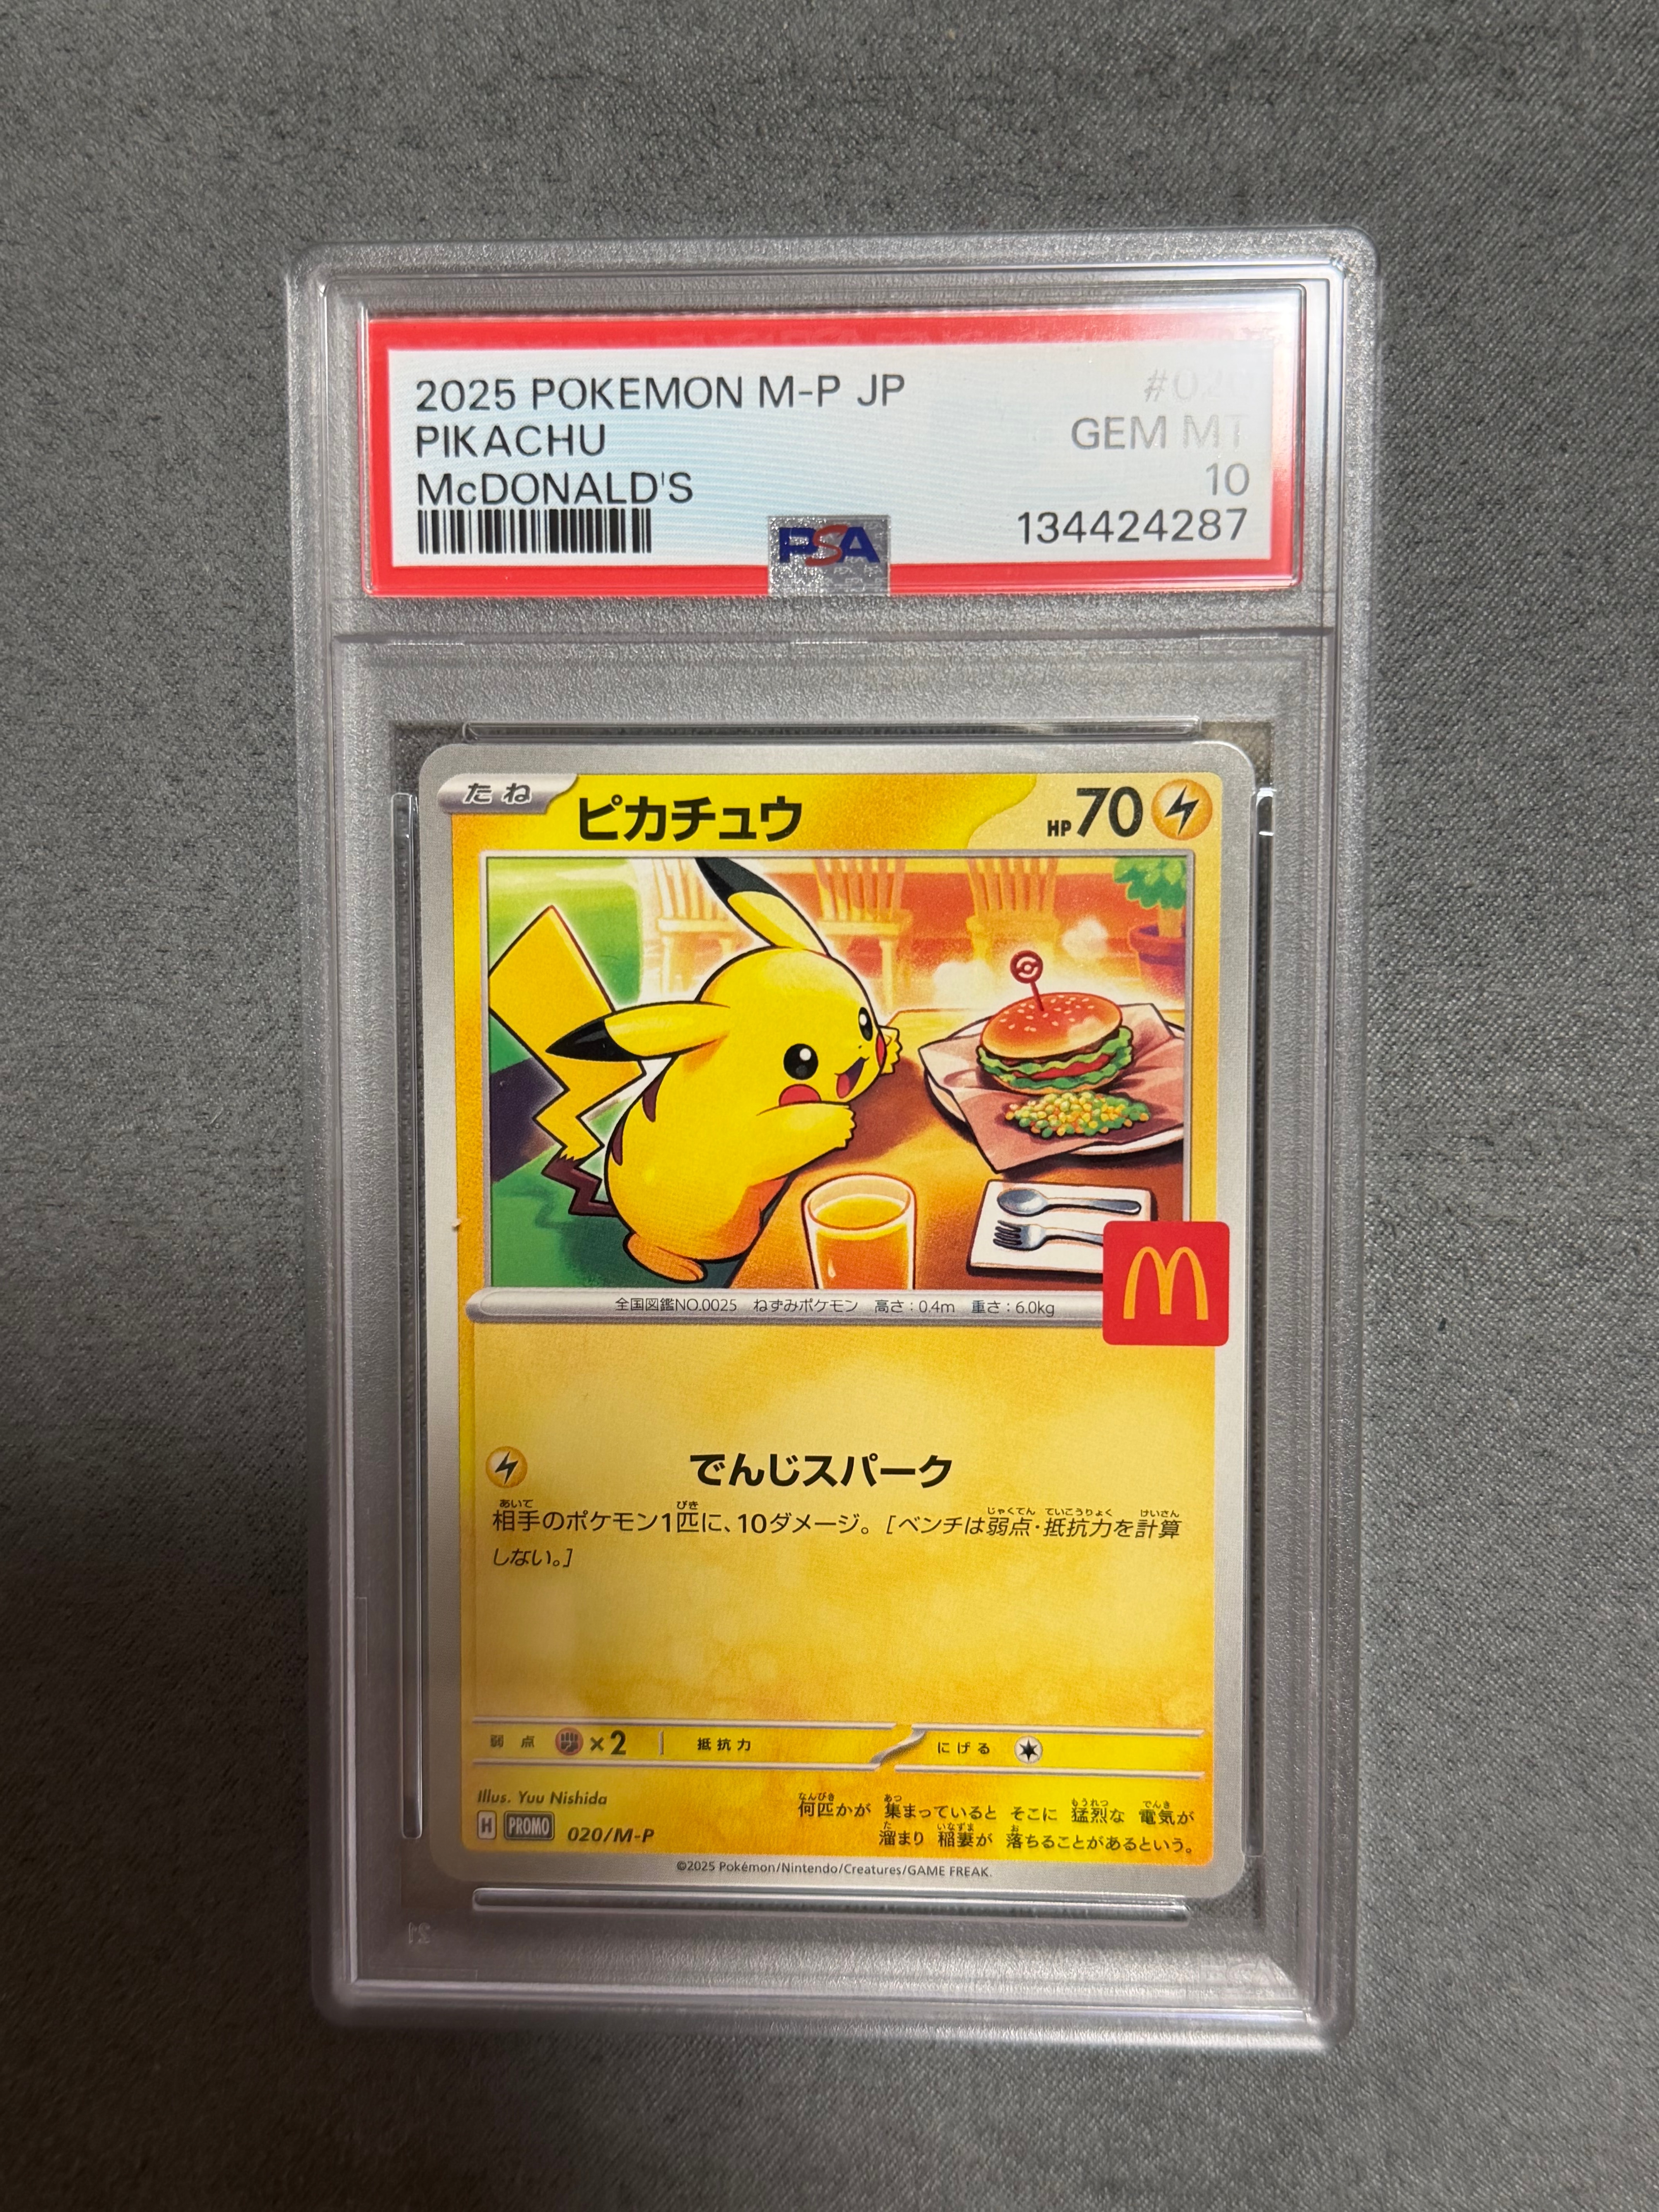 2025 POKEMON M-P JP #020
PIKACHU GEM MT
McDONALD'S 10
PSA 134424287
たね ピカチュウ HP 70
全国図鑑NO.0025 ねずみポケモン 高さ：0.4m 重さ：6.0kg
でんじスパーク
相手のポケモン1匹に、10ダメージ。［ベンチは弱点・抵抗力を計算
しない。］
弱点 ×2 抵抗力 にげる
Illus. Yuu Nishida
何匹かが 集まっていると そこに 猛烈な 電気が
溜まり 稲妻が 落ちることがあるという。
H PROMO 020/M-P
©2025 Pokémon/Nintendo/Creatures/GAME FREAK.